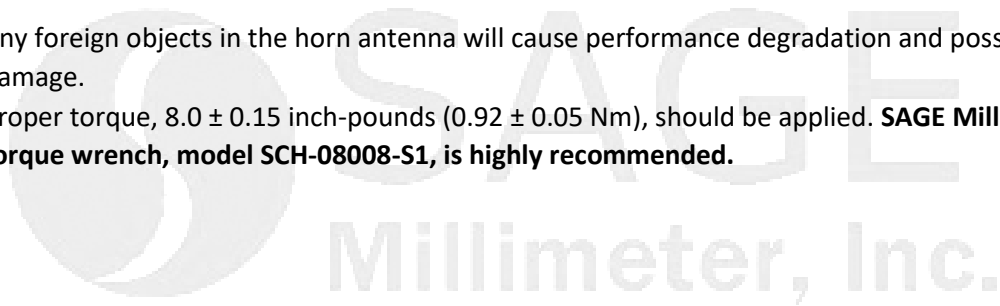 ny foreign objects in the horn antenna will cause performance degradation and poss
amage.
roper torque, 8.0 ± 0.15 inch-pounds (0.92 ± 0.05 Nm), should be applied. SAGE Mill
orque wrench, model SCH-08008-S1, is highly recommended.
SAGE
Millimeter, Inc.